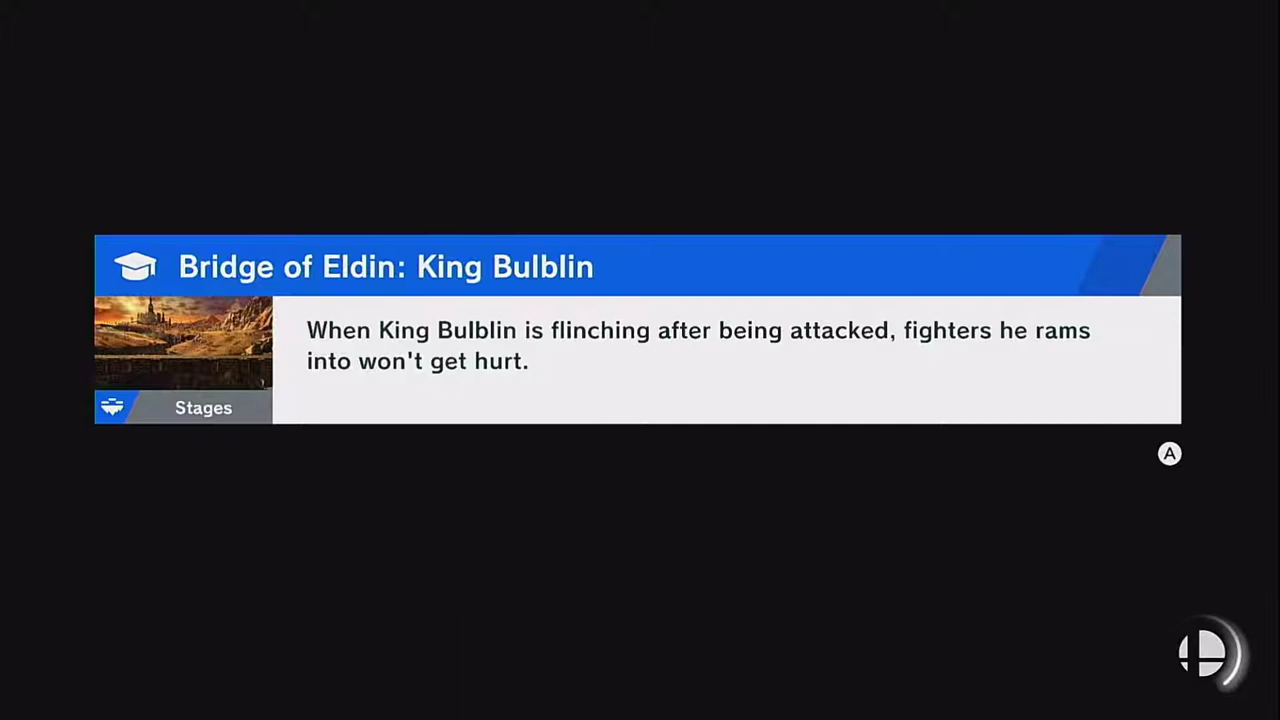 Bridge of Eldin: King Bulblin
When King Bulblin is flinching after being attacked, fighters he rams
into won't get hurt.
Stages
A